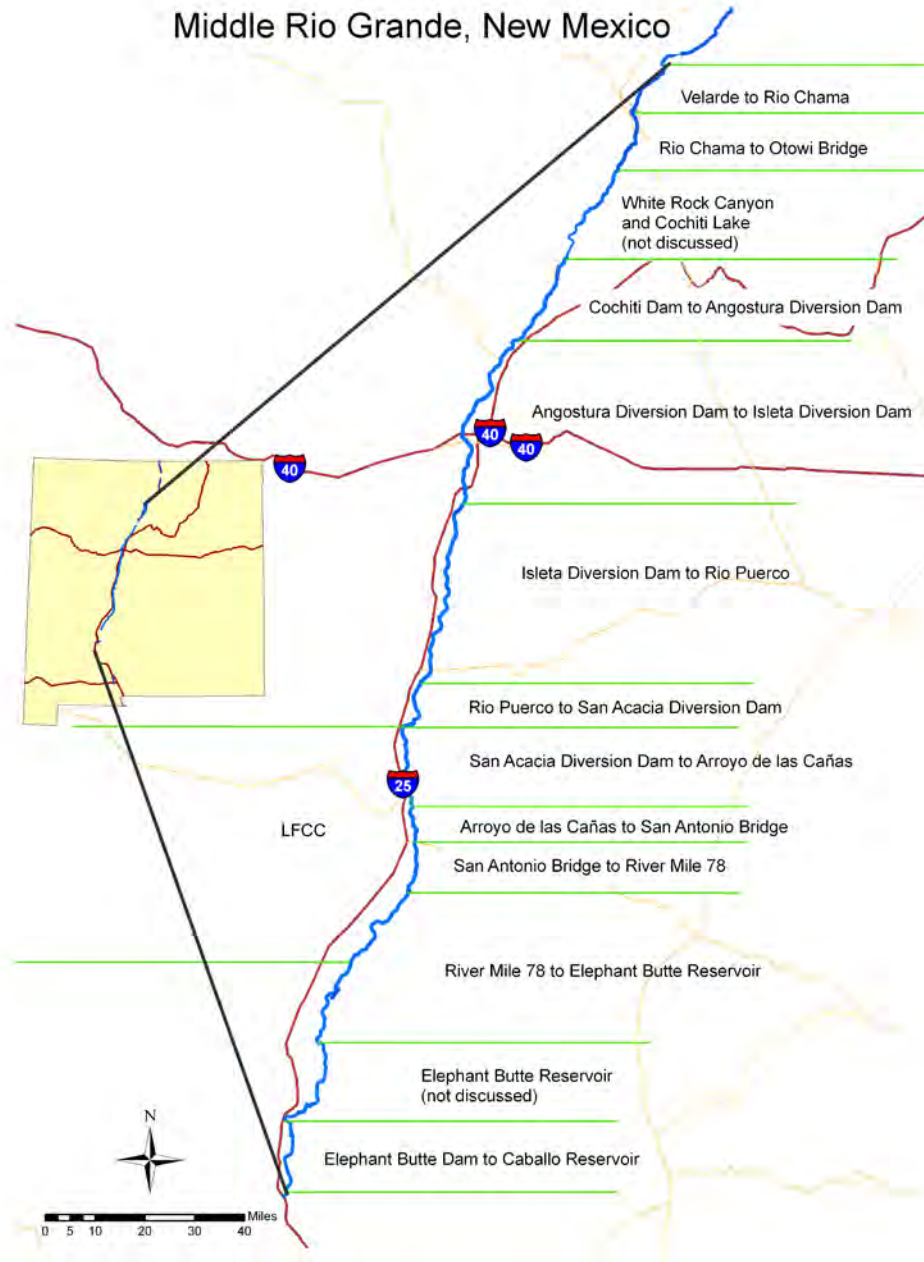 Middle Rio Grande, New Mexico
Velarde to Rio Chama
Rio Chama to Otowi Bridge
White Rock Canyon
and Cochiti Lake
(not discussed)
Cochiti Dam to Angostura Diversion Dam
Angostura Diversion Dam to Isleta Diversion Dam
40
40
40
Isleta Diversion Dam to Rio Puerco
Rio Puerco to San Acacia Diversion Dam
San Acacia Diversion Dam to Arroyo de las Cañas
25
LFCC
Arroyo de las Cañas to San Antonio Bridge
San Antonio Bridge to River Mile 78
River Mile 78 to Elephant Butte Reservoir
Elephant Butte Reservoir
(not discussed)
N
Elephant Butte Dam to Caballo Reservoir
Miles
0 5 10 20 30 40